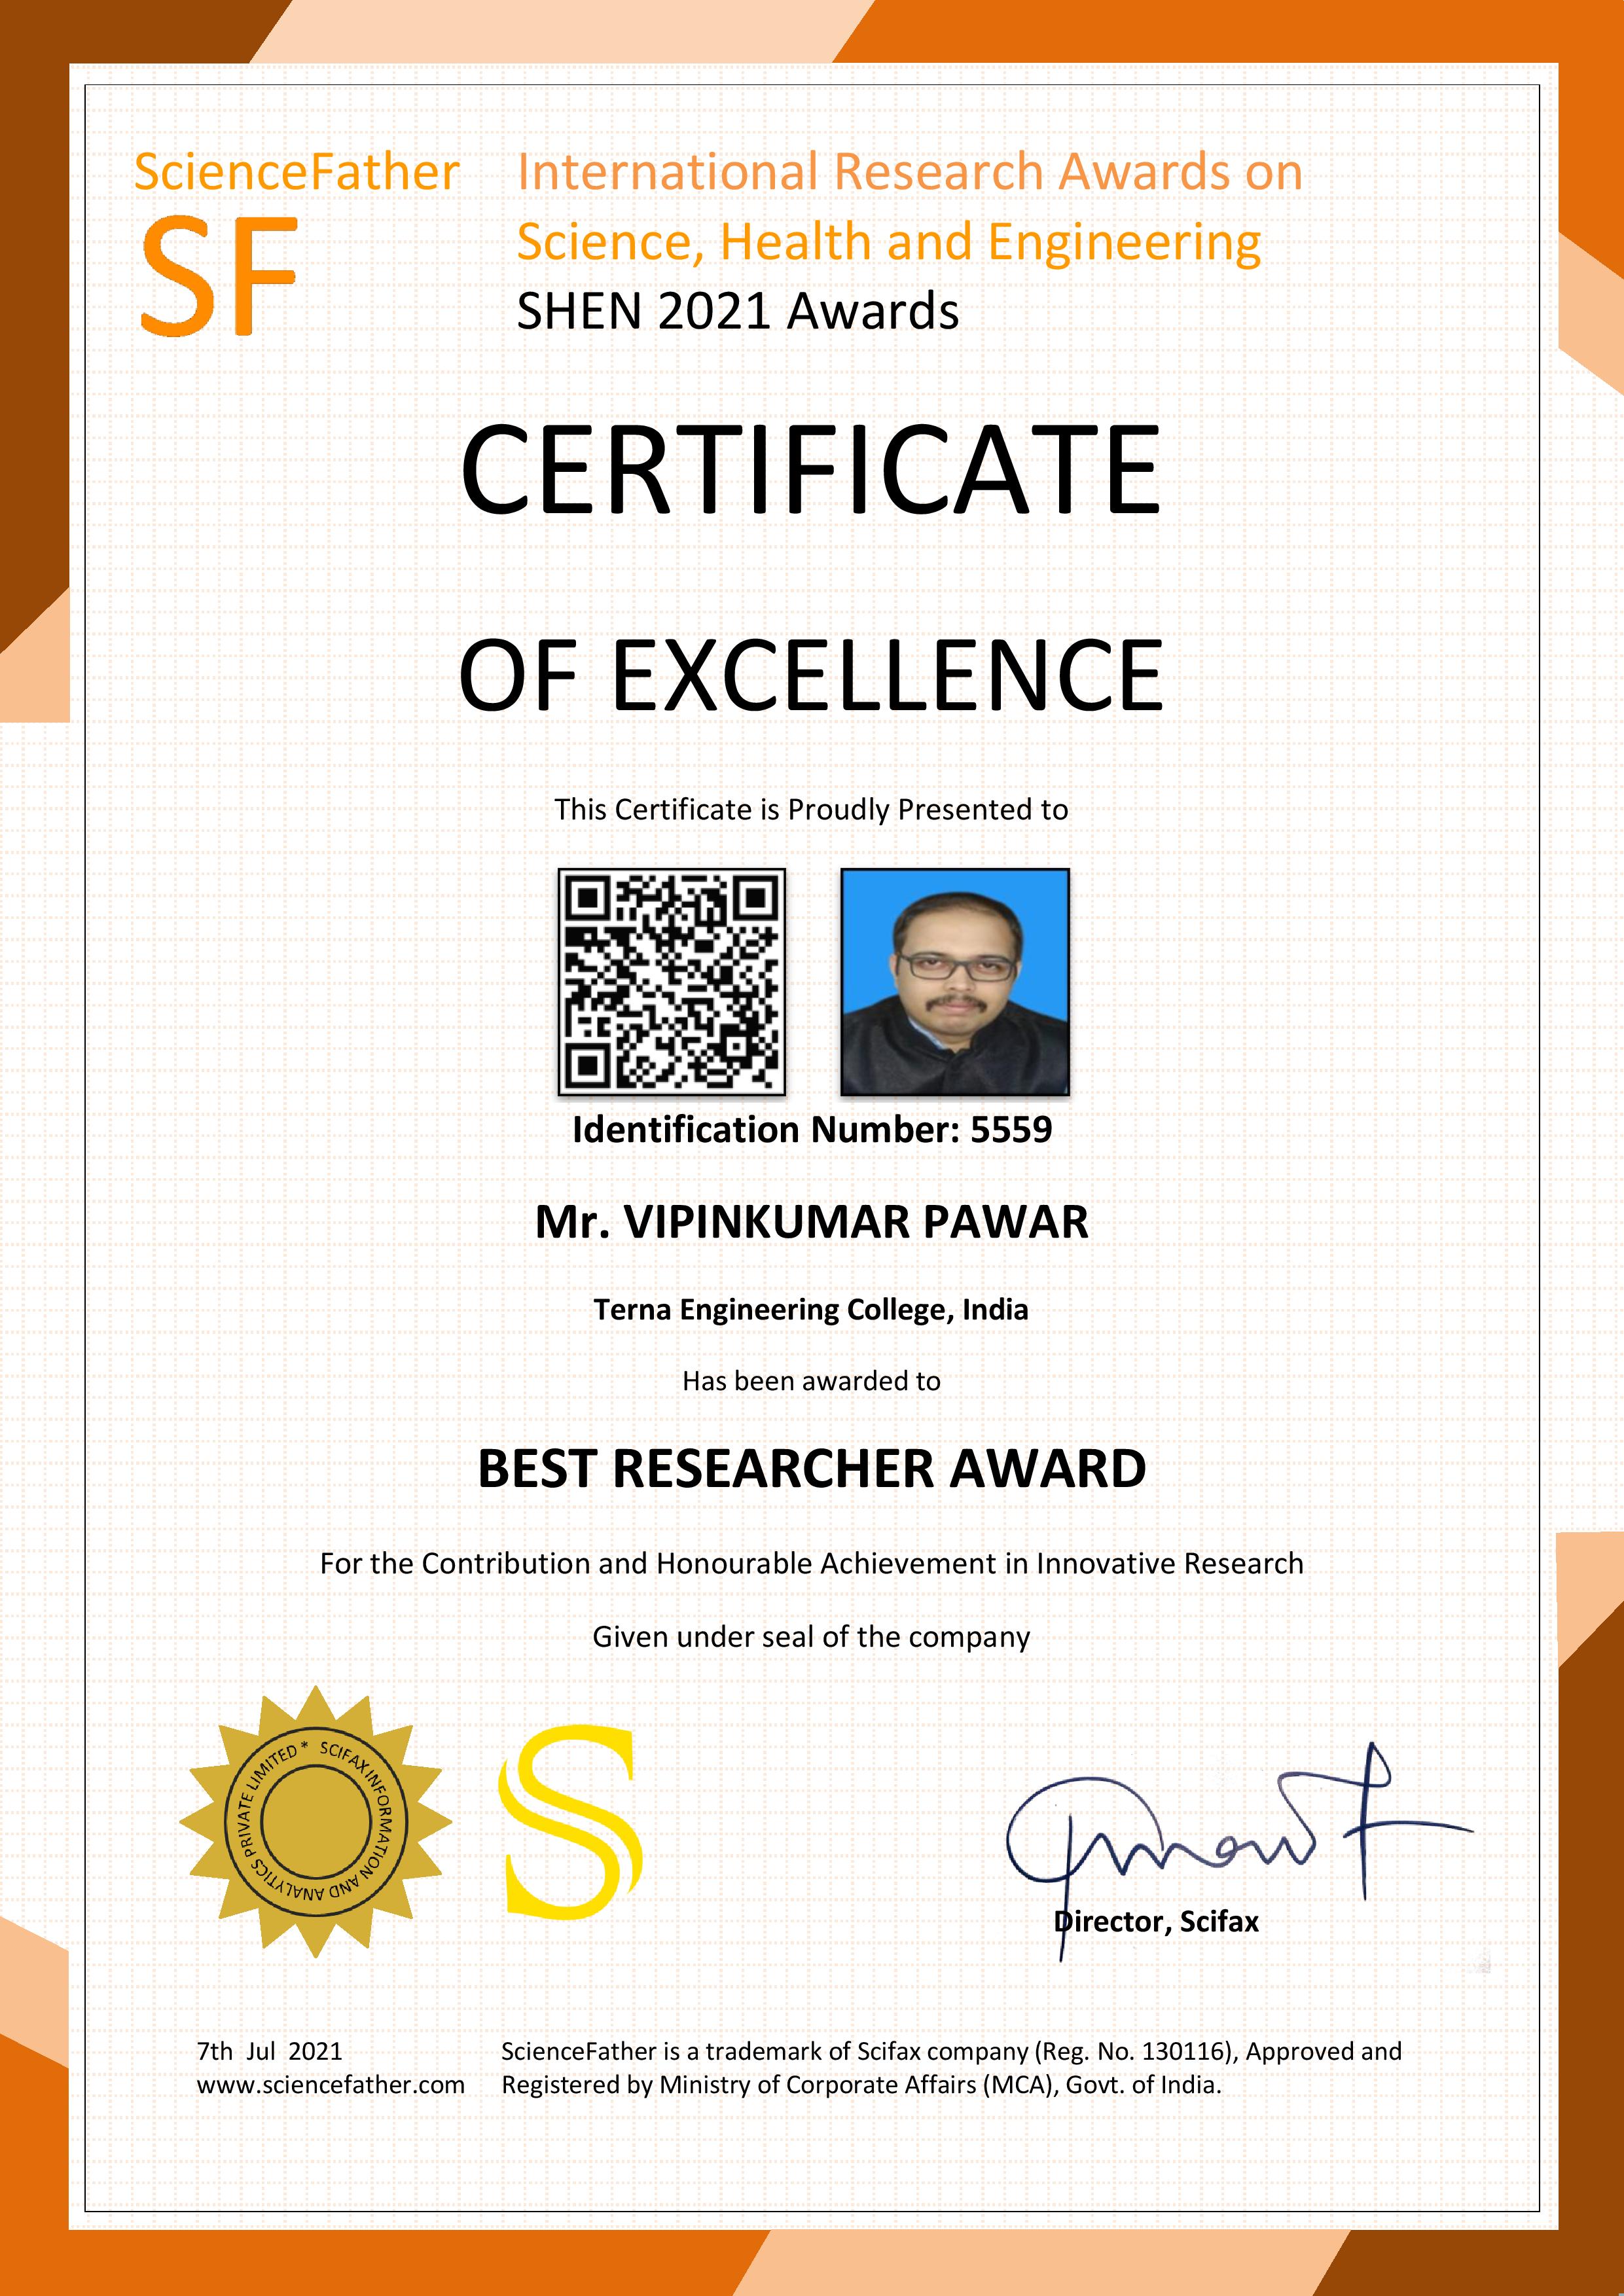 ScienceFather
SF
International Research Awards on
Science, Health and Engineering
SHEN 2021 Awards
CERTIFICATE
OF EXCELLENCE
This Certificate is Proudly Presented to
Identification Number: 5559
Mr. VIPINKUMAR PAWAR
Terna Engineering College, India
Has been awarded to
BEST RESEARCHER AWARD
For the Contribution and Honourable Achievement in Innovative Research
Given under seal of the company
SCIFAX INFORMATION AND ANALYTICS PRIVATE LIMITED *
S
Director, Scifax
7th Jul 2021
www.sciencefather.com
ScienceFather is a trademark of Scifax company (Reg. No. 130116), Approved and
Registered by Ministry of Corporate Affairs (MCA), Govt. of India.